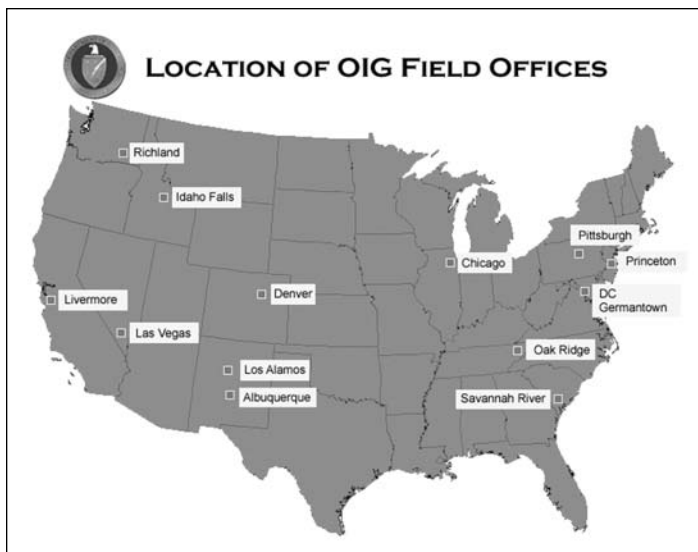 LOCATION OF OIG FIELD OFFICES
Richland
Idaho Falls
Pittsburgh
Princeton
Chicago
Livermore
Denver
DC
Germantown
Las Vegas
Oak Ridge
Los Alamos
Albuquerque
Savannah River